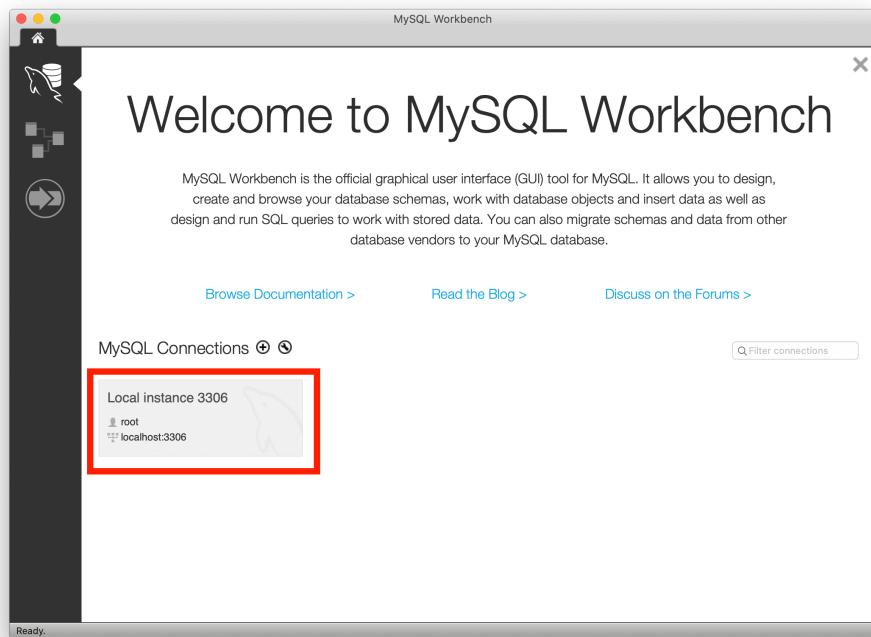 MySQL Workbench
Welcome to MySQL Workbench
MySQL Workbench is the official graphical user interface (GUI) tool for MySQL. It allows you to design,
create and browse your database schemas, work with database objects and insert data as well as
design and run SQL queries to work with stored data. You can also migrate schemas and data from other
database vendors to your MySQL database.
Browse Documentation > Read the Blog > Discuss on the Forums >
MySQL Connections Filter connections
Local instance 3306
root
localhost:3306
Ready.